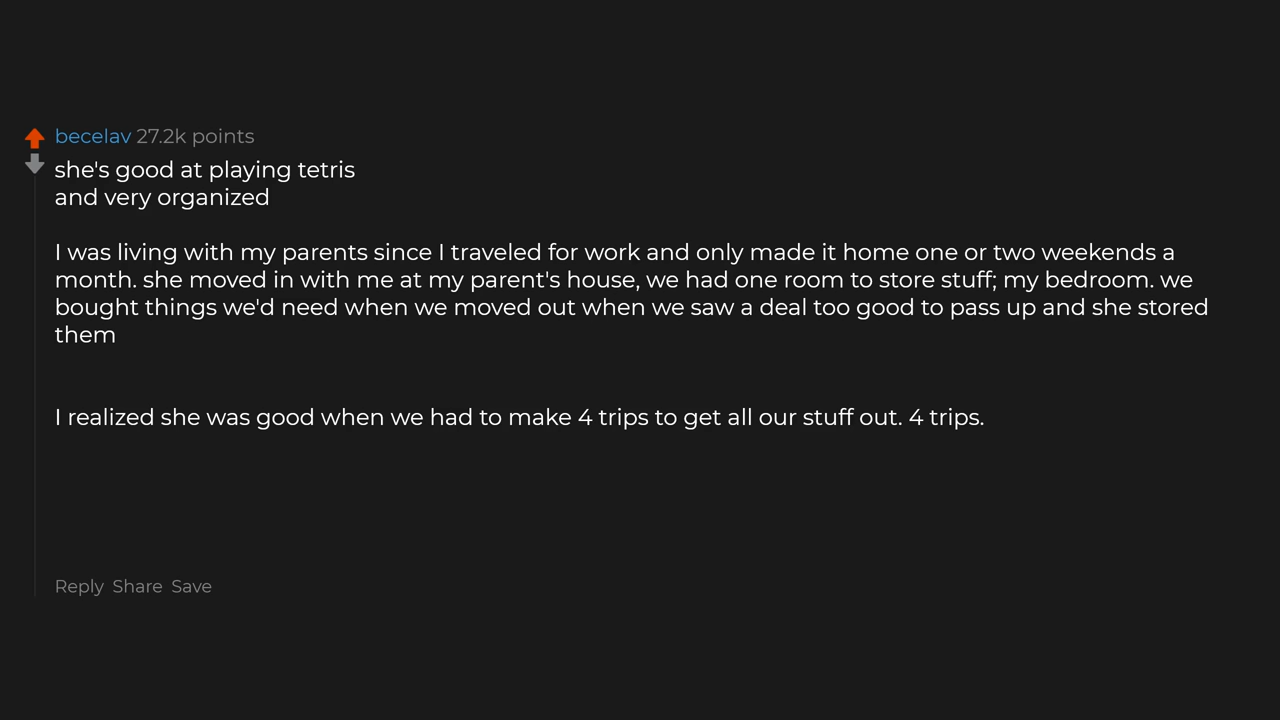 becelav 27.2k points
she's good at playing tetris
and very organized
I was living with my parents since I traveled for work and only made it home one or two weekends a
month. she moved in with me at my parent's house, we had one room to store stuff; my bedroom. we
bought things we'd need when we moved out when we saw a deal too good to pass up and she stored
them
I realized she was good when we had to make 4 trips to get all our stuff out. 4 trips.
Reply Share Save